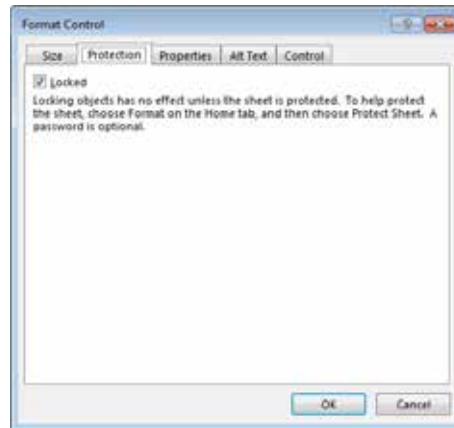 Format Control
Size Protection Properties Alt Text Control
Locked
Locking objects has no effect unless the sheet is protected. To help protect
the sheet, choose Format on the Home tab, and then choose Protect Sheet. A
password is optional.
OK Cancel